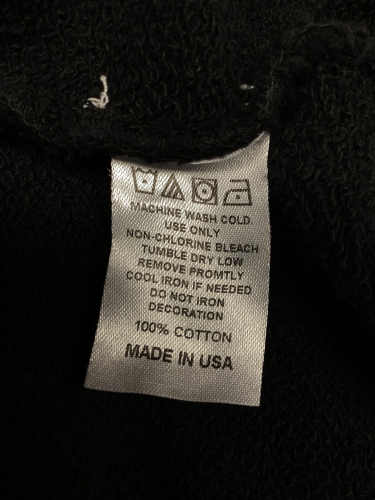 MACHINE WASH COLD.
USE ONLY
NON-CHLORINE BLEACH
TUMBLE DRY LOW
REMOVE PROMTLY
COOL IRON IF NEEDED
DO NOT IRON
DECORATION
100% COTTON
MADE IN USA